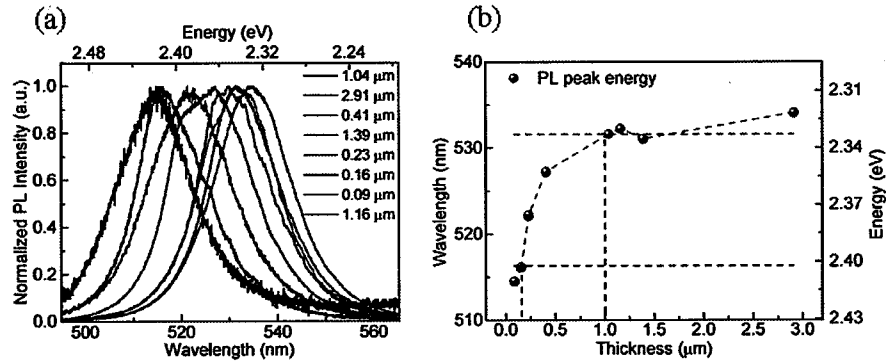 (a)
Energy (eV)
2.48 2.40 2.32 2.24
Normalized PL Intensity (a.u.)
1.0
0.8
0.6
0.4
0.2
0.0
1.04 μm
2.91 μm
0.41 μm
1.39 μm
0.23 μm
0.16 μm
0.09 μm
1.16 μm
500 520 540 560
Wavelength (nm)
(b)
PL peak energy
Wavelength (nm)
540
530
520
510
2.31
2.34
2.37
2.40
2.43
Energy (eV)
0.0 0.5 1.0 1.5 2.0 2.5 3.0
Thickness (μm)